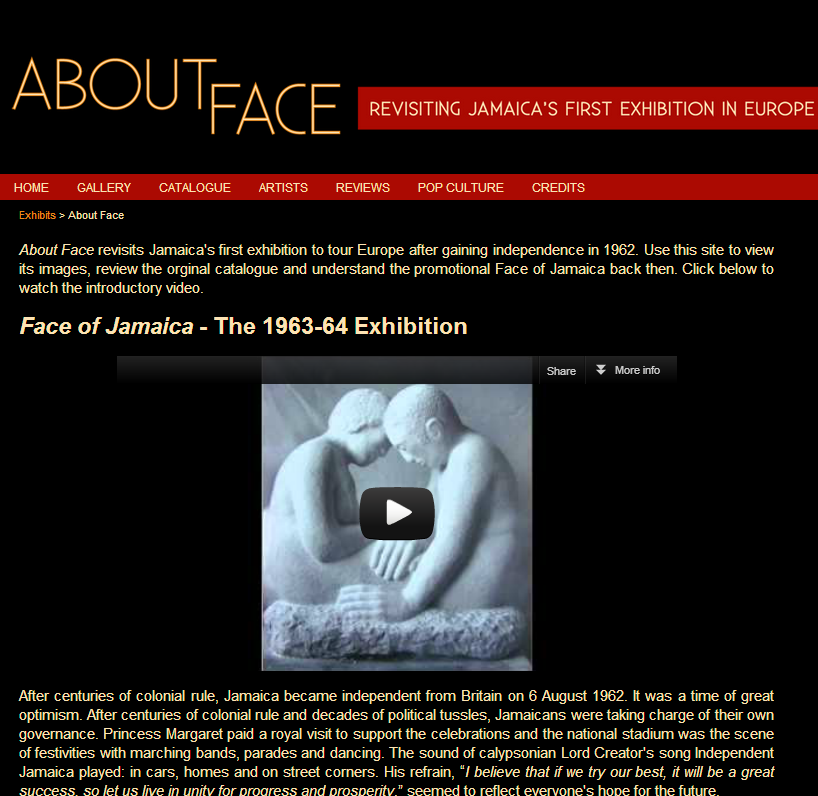 ABOUT FACE
REVISITING JAMAICA'S FIRST EXHIBITION IN EUROPE
HOME GALLERY CATALOGUE ARTISTS REVIEWS POP CULTURE CREDITS
Exhibits > About Face
About Face revisits Jamaica's first exhibition to tour Europe after gaining independence in 1962. Use this site to view
its images, review the orginal catalogue and understand the promotional Face of Jamaica back then. Click below to
watch the introductory video.
Face of Jamaica - The 1963-64 Exhibition
Share More info
After centuries of colonial rule, Jamaica became independent from Britain on 6 August 1962. It was a time of great
optimism. After centuries of colonial rule and decades of political tussles, Jamaicans were taking charge of their own
governance. Princess Margaret paid a royal visit to support the celebrations and the national stadium was the scene
of festivities with marching bands, parades and dancing. The sound of calypsonian Lord Creator's song Independent
Jamaica played: in cars, homes and on street corners. His refrain, "I believe that if we try our best, it will be a great
success, so let us live in unity for progress and prosperity," seemed to reflect everyone's hope for the future.